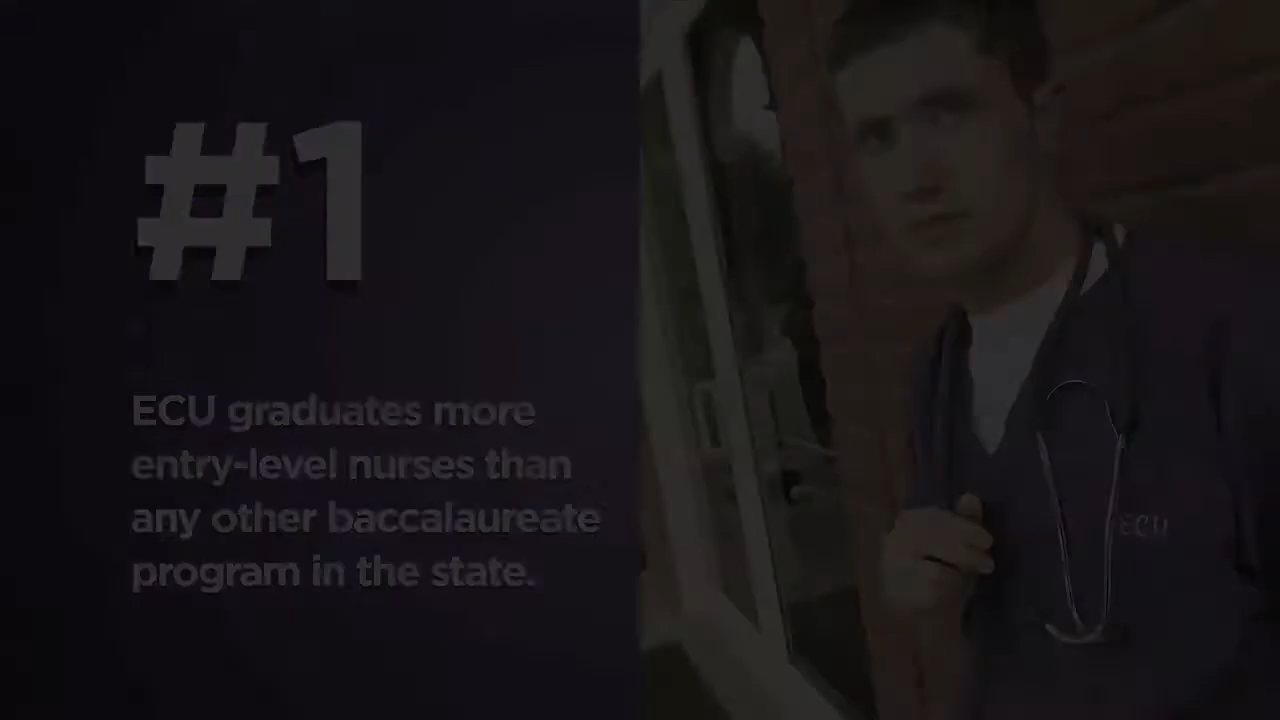 #1
ECU graduates more
entry-level nurses than
any other baccalaureate
program in the state.
ECU